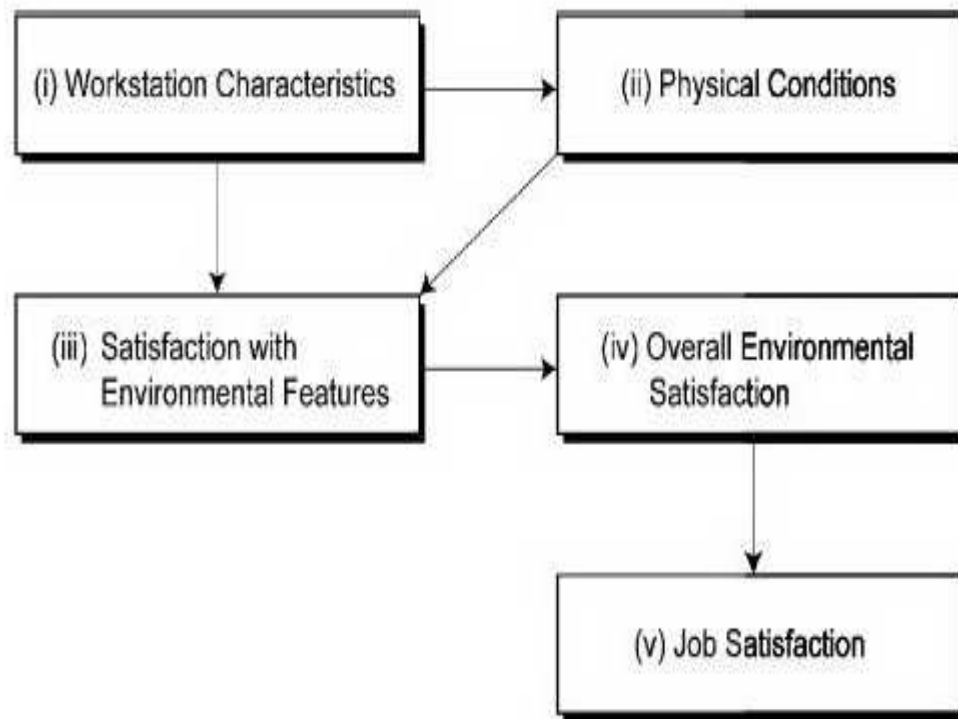 (i) Workstation Characteristics
(ii) Physical Conditions
(iii) Satisfaction with
Environmental Features
(iv) Overall Environmental
Satisfaction
(v) Job Satisfaction